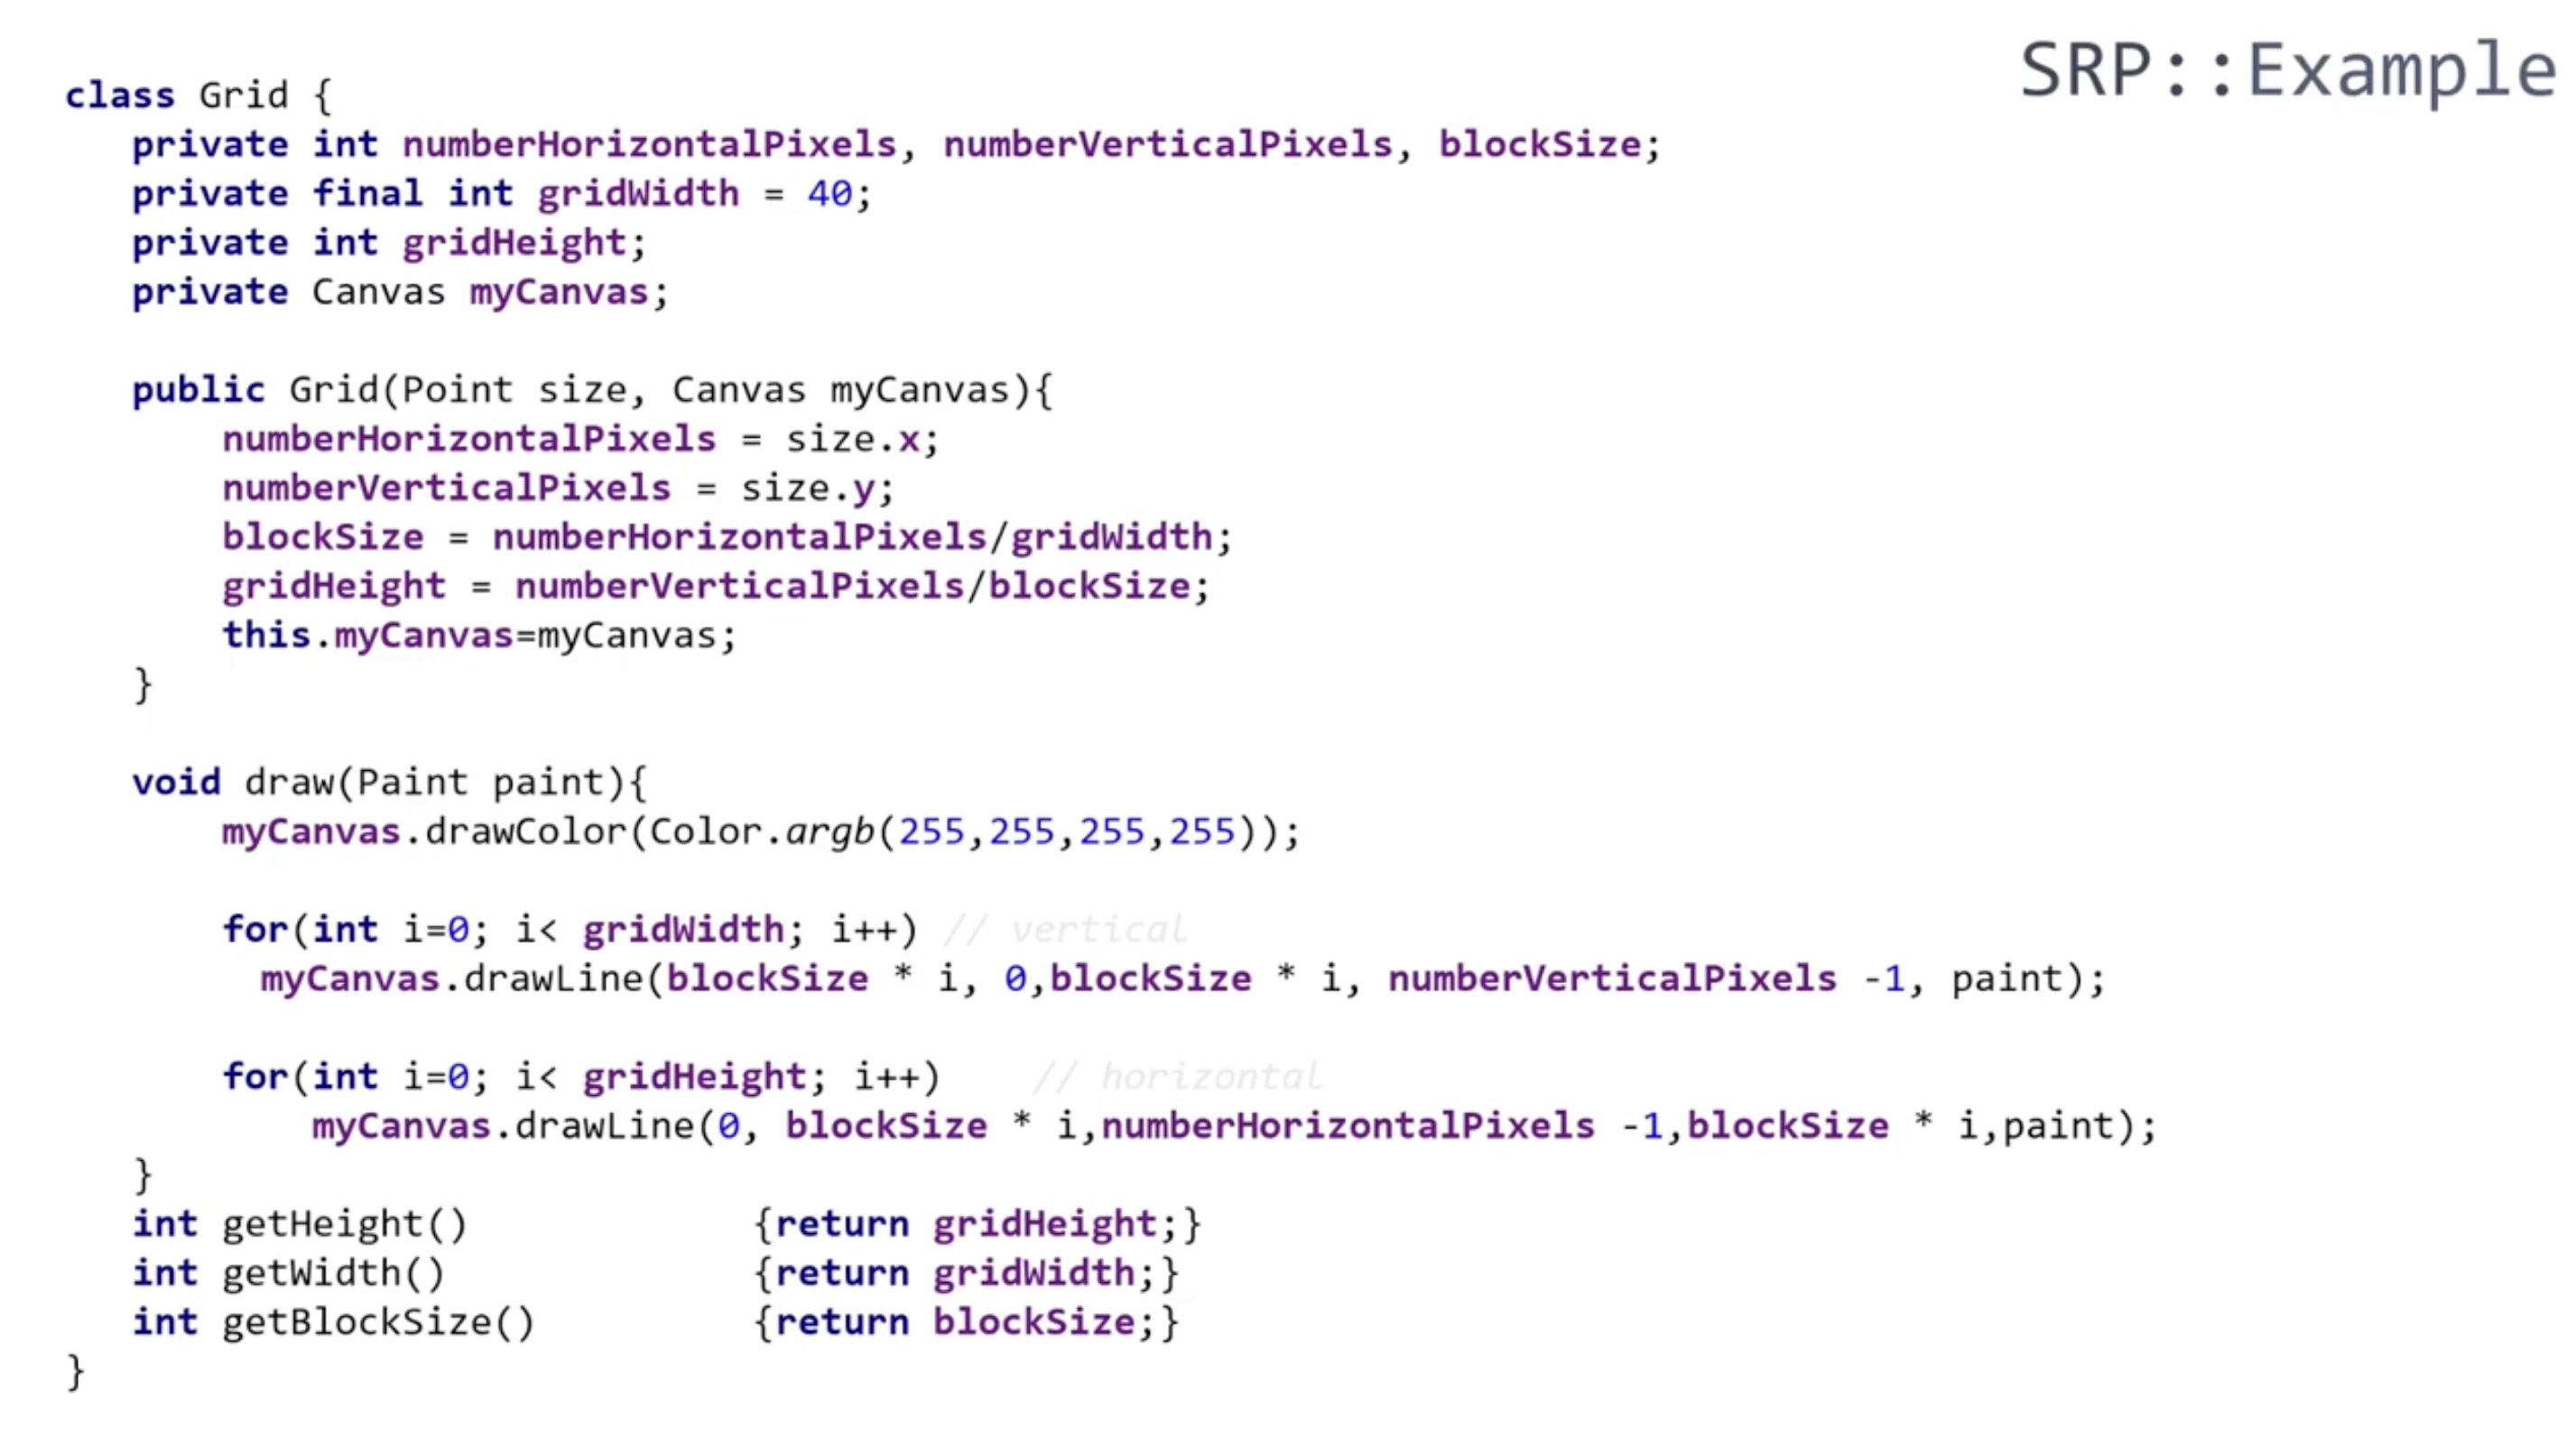 SRP::Example
class Grid {
private int numberHorizontalPixels, numberVerticalPixels, blockSize;
private final int gridWidth = 40;
private int gridHeight;
private Canvas myCanvas;
public Grid(Point size, Canvas myCanvas){
numberHorizontalPixels = size.x;
numberVerticalPixels = size.y;
blockSize = numberHorizontalPixels/gridWidth;
gridHeight = numberVerticalPixels/blockSize;
this.myCanvas=myCanvas;
}
void draw(Paint paint){
myCanvas.drawColor(Color.argb(255,255,255,255));
for(int i=0; i< gridWidth; i++) // vertical
myCanvas.drawLine(blockSize * i, 0,blockSize * i, numberVerticalPixels -1, paint);
for(int i=0; i< gridHeight; i++) // horizontal
myCanvas.drawLine(0, blockSize * i,numberHorizontalPixels -1,blockSize * i,paint);
}
int getHeight() {return gridHeight;}
int getWidth() {return gridWidth;}
int getBlockSize() {return blockSize;}
}